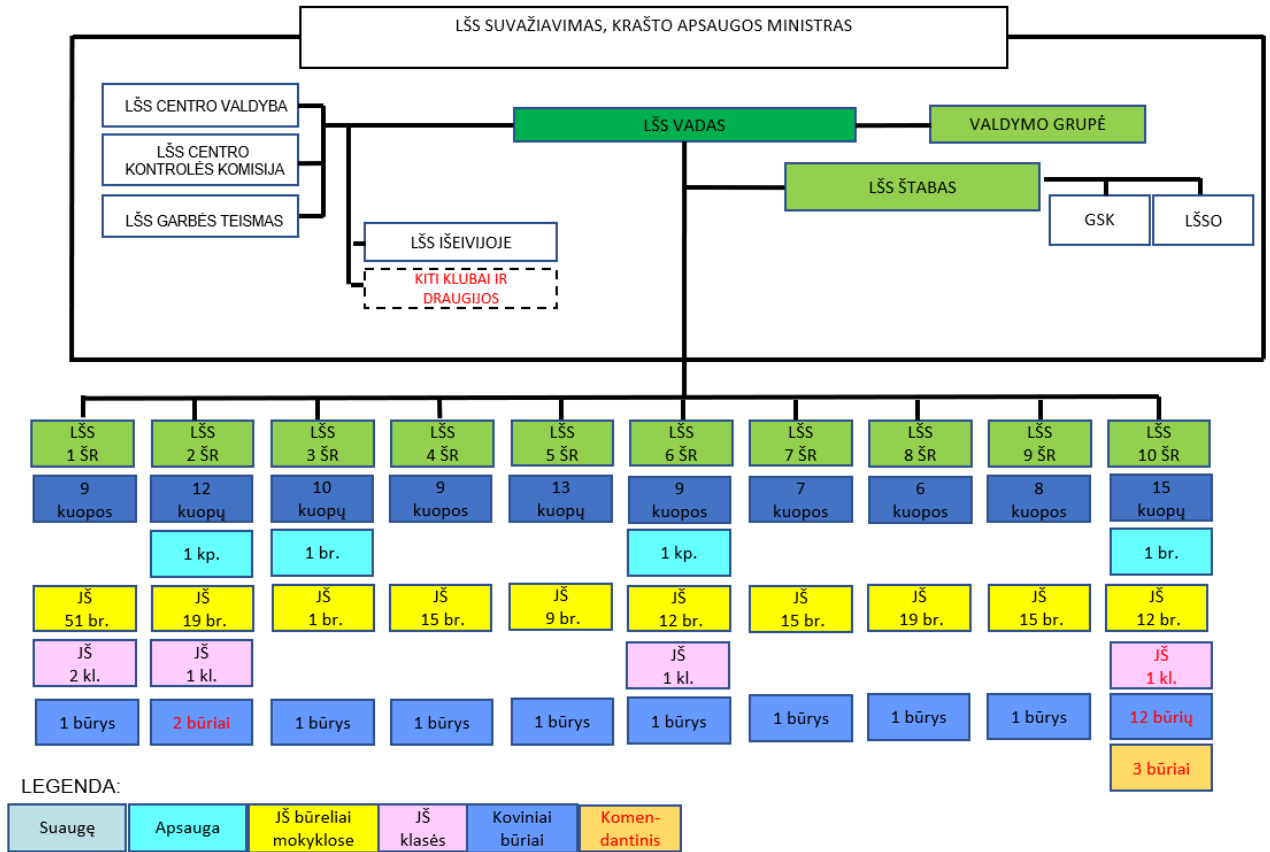 LŠS SUVAŽIAVIMAS, KRAŠTO APSAUGOS MINISTRAS
LŠS CENTRO VALDYBA
LŠS CENTRO
KONTROLĖS KOMISIJA
LŠS GARBĖS TEISMAS
LŠS VADAS
VALDYMO GRUPĖ
LŠS ŠTABAS
GSK
LŠSO
LŠS IŠEIVIJOJE
KITI KLUBAI IR
DRAUGIJOS
LŠS
1 ŠR
LŠS
2 ŠR
LŠS
3 ŠR
LŠS
4 ŠR
LŠS
5 ŠR
LŠS
6 ŠR
LŠS
7 ŠR
LŠS
8 ŠR
LŠS
9 ŠR
LŠS
10 ŠR
9
kuopos
12
kuopų
10
kuopų
9
kuopos
13
kuopų
9
kuopos
7
kuopos
6
kuopos
8
kuopos
15
kuopų
1 kp.
1 br.
1 kp.
1 br.
JŠ
51 br.
JŠ
19 br.
JŠ
1 br.
JŠ
15 br.
JŠ
9 br.
JŠ
12 br.
JŠ
15 br.
JŠ
19 br.
JŠ
15 br.
JŠ
12 br.
JŠ
2 kl.
JŠ
1 kl.
JŠ
1 kl.
JŠ
1 kl.
1 būrys
2 būriai
1 būrys
1 būrys
1 būrys
1 būrys
1 būrys
1 būrys
1 būrys
12 būrių
3 būriai
LEGENDA:
Suaugę
Apsauga
JŠ būreliai
mokyklose
JŠ
klasės
Koviniai
būriai
Komen-
dantinis